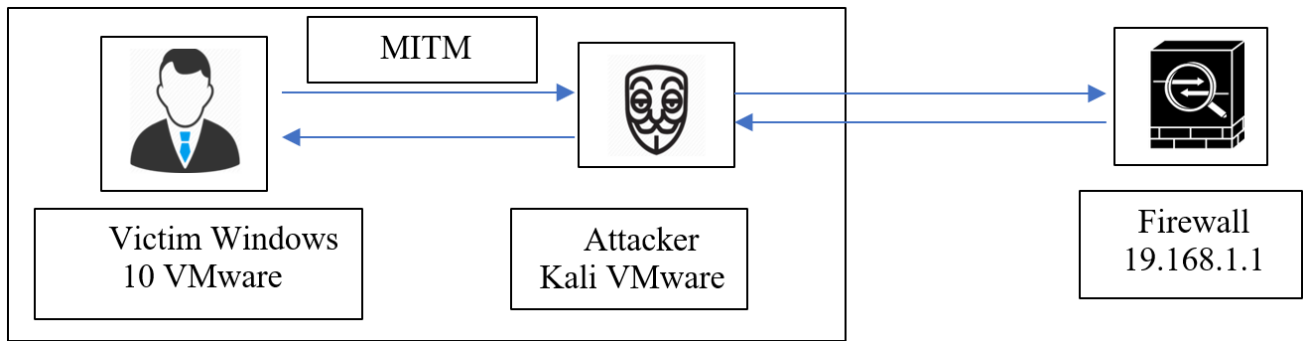 MITM
Victim Windows
10 VMware
Attacker
Kali VMware
Firewall
19.168.1.1